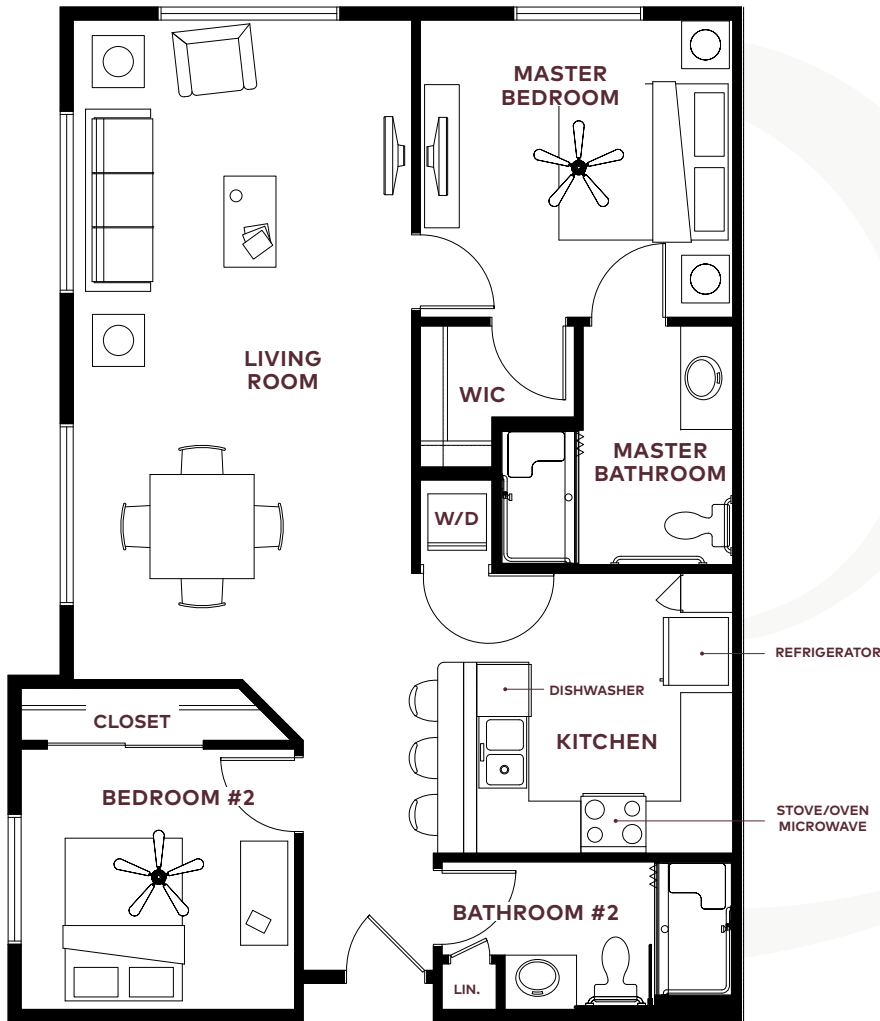 MASTER
BEDROOM
LIVING
ROOM
WIC
MASTER
BATHROOM
W/D
REFRIGERATOR
DISHWASHER
CLOSET
KITCHEN
BEDROOM #2
STOVE/OVEN
MICROWAVE
BATHROOM #2
LIN.